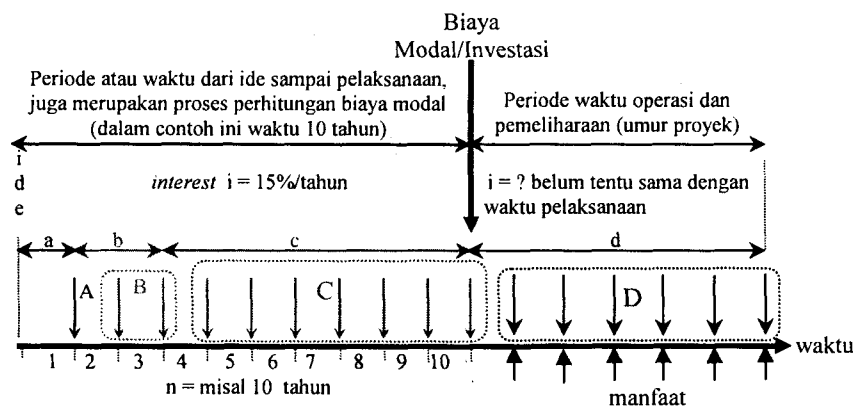 Biaya
Modal/Investasi
Periode atau waktu dari ide sampai pelaksanaan,
juga merupakan proses perhitungan biaya modal
(dalam contoh ini waktu 10 tahun)
Periode waktu operasi dan
pemeliharaan (umur proyek)
i
d
e
interest i = 15%/tahun
i = ? belum tentu sama dengan
waktu pelaksanaan
a b c d
A B C D
1 2 3 4 5 6 7 8 9 10
waktu
n = misal 10 tahun
manfaat